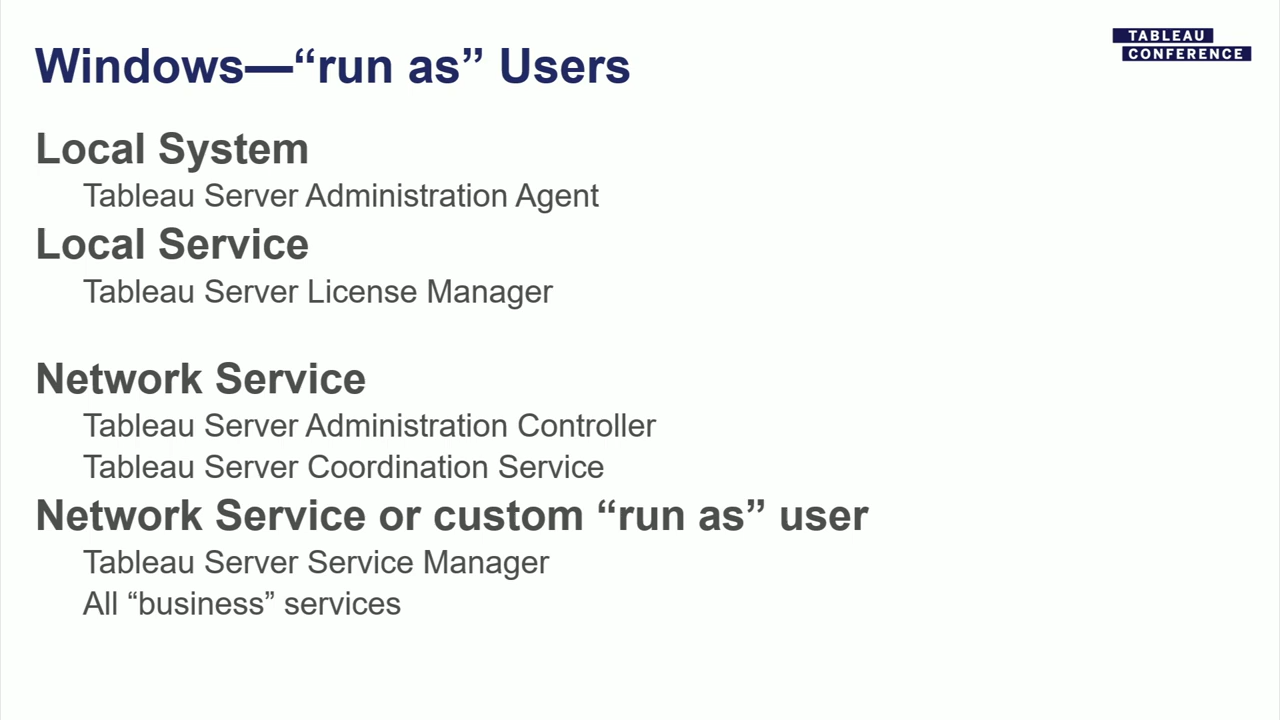 Windows—“run as” Users
TABLEAU
CONFERENCE
Local System
Tableau Server Administration Agent
Local Service
Tableau Server License Manager
Network Service
Tableau Server Administration Controller
Tableau Server Coordination Service
Network Service or custom “run as” user
Tableau Server Service Manager
All “business” services